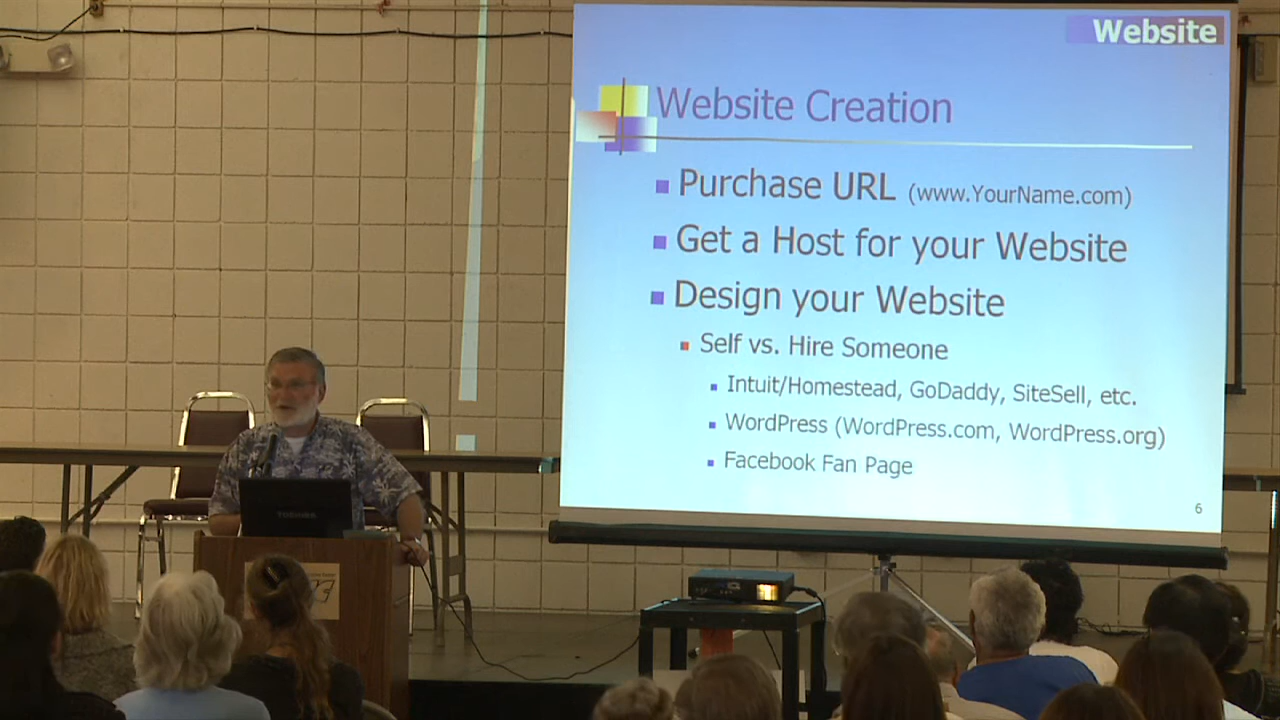 Website
Website Creation
Purchase URL (www.YourName.com)
Get a Host for your Website
Design your Website
Self vs. Hire Someone
Intuit/Homestead, GoDaddy, SiteSell, etc.
WordPress (WordPress.com, WordPress.org)
Facebook Fan Page
6
TOSHIBA